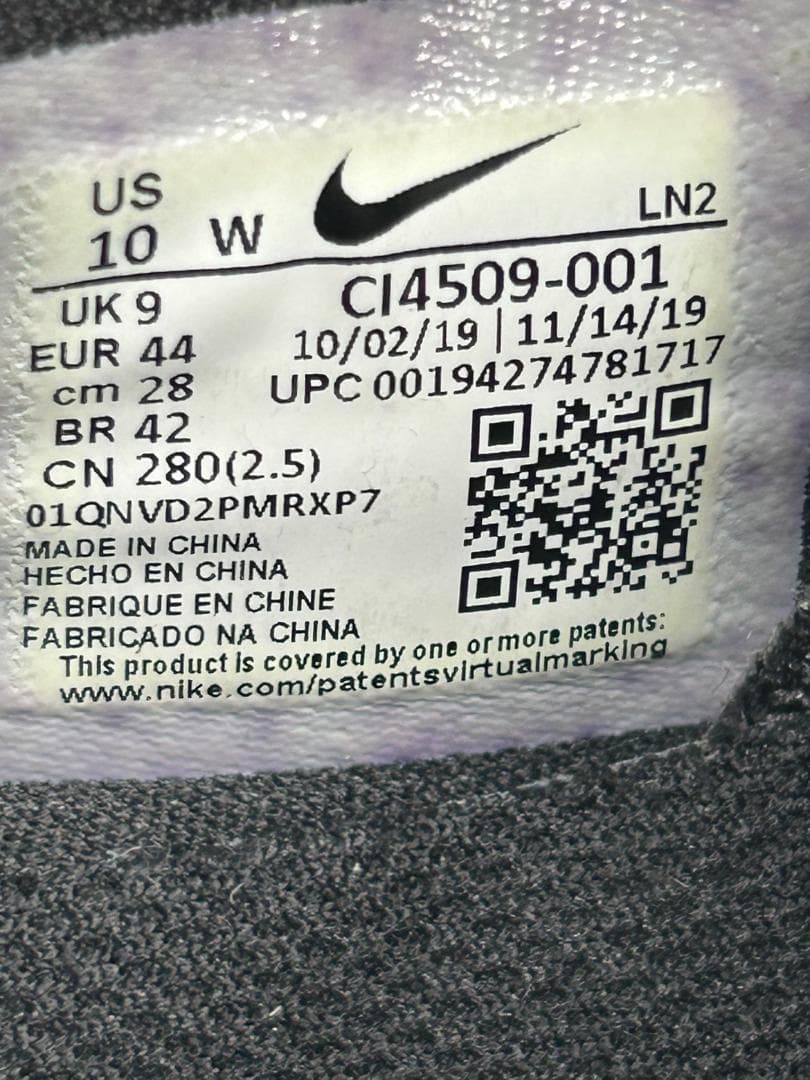 US
10 W
LN2
UK 9
CI4509-001
EUR 44
10/02/19 | 11/14/19
cm 28
UPC 00194274781717
BR 42
CN 280(2.5)
01QNVD2PMRXP7
MADE IN CHINA
HECHO EN CHINA
FABRIQUE EN CHINE
FABRICADO NA CHINA
This product is covered by one or more patents:
www.nike.com/patentsvirtualmarking